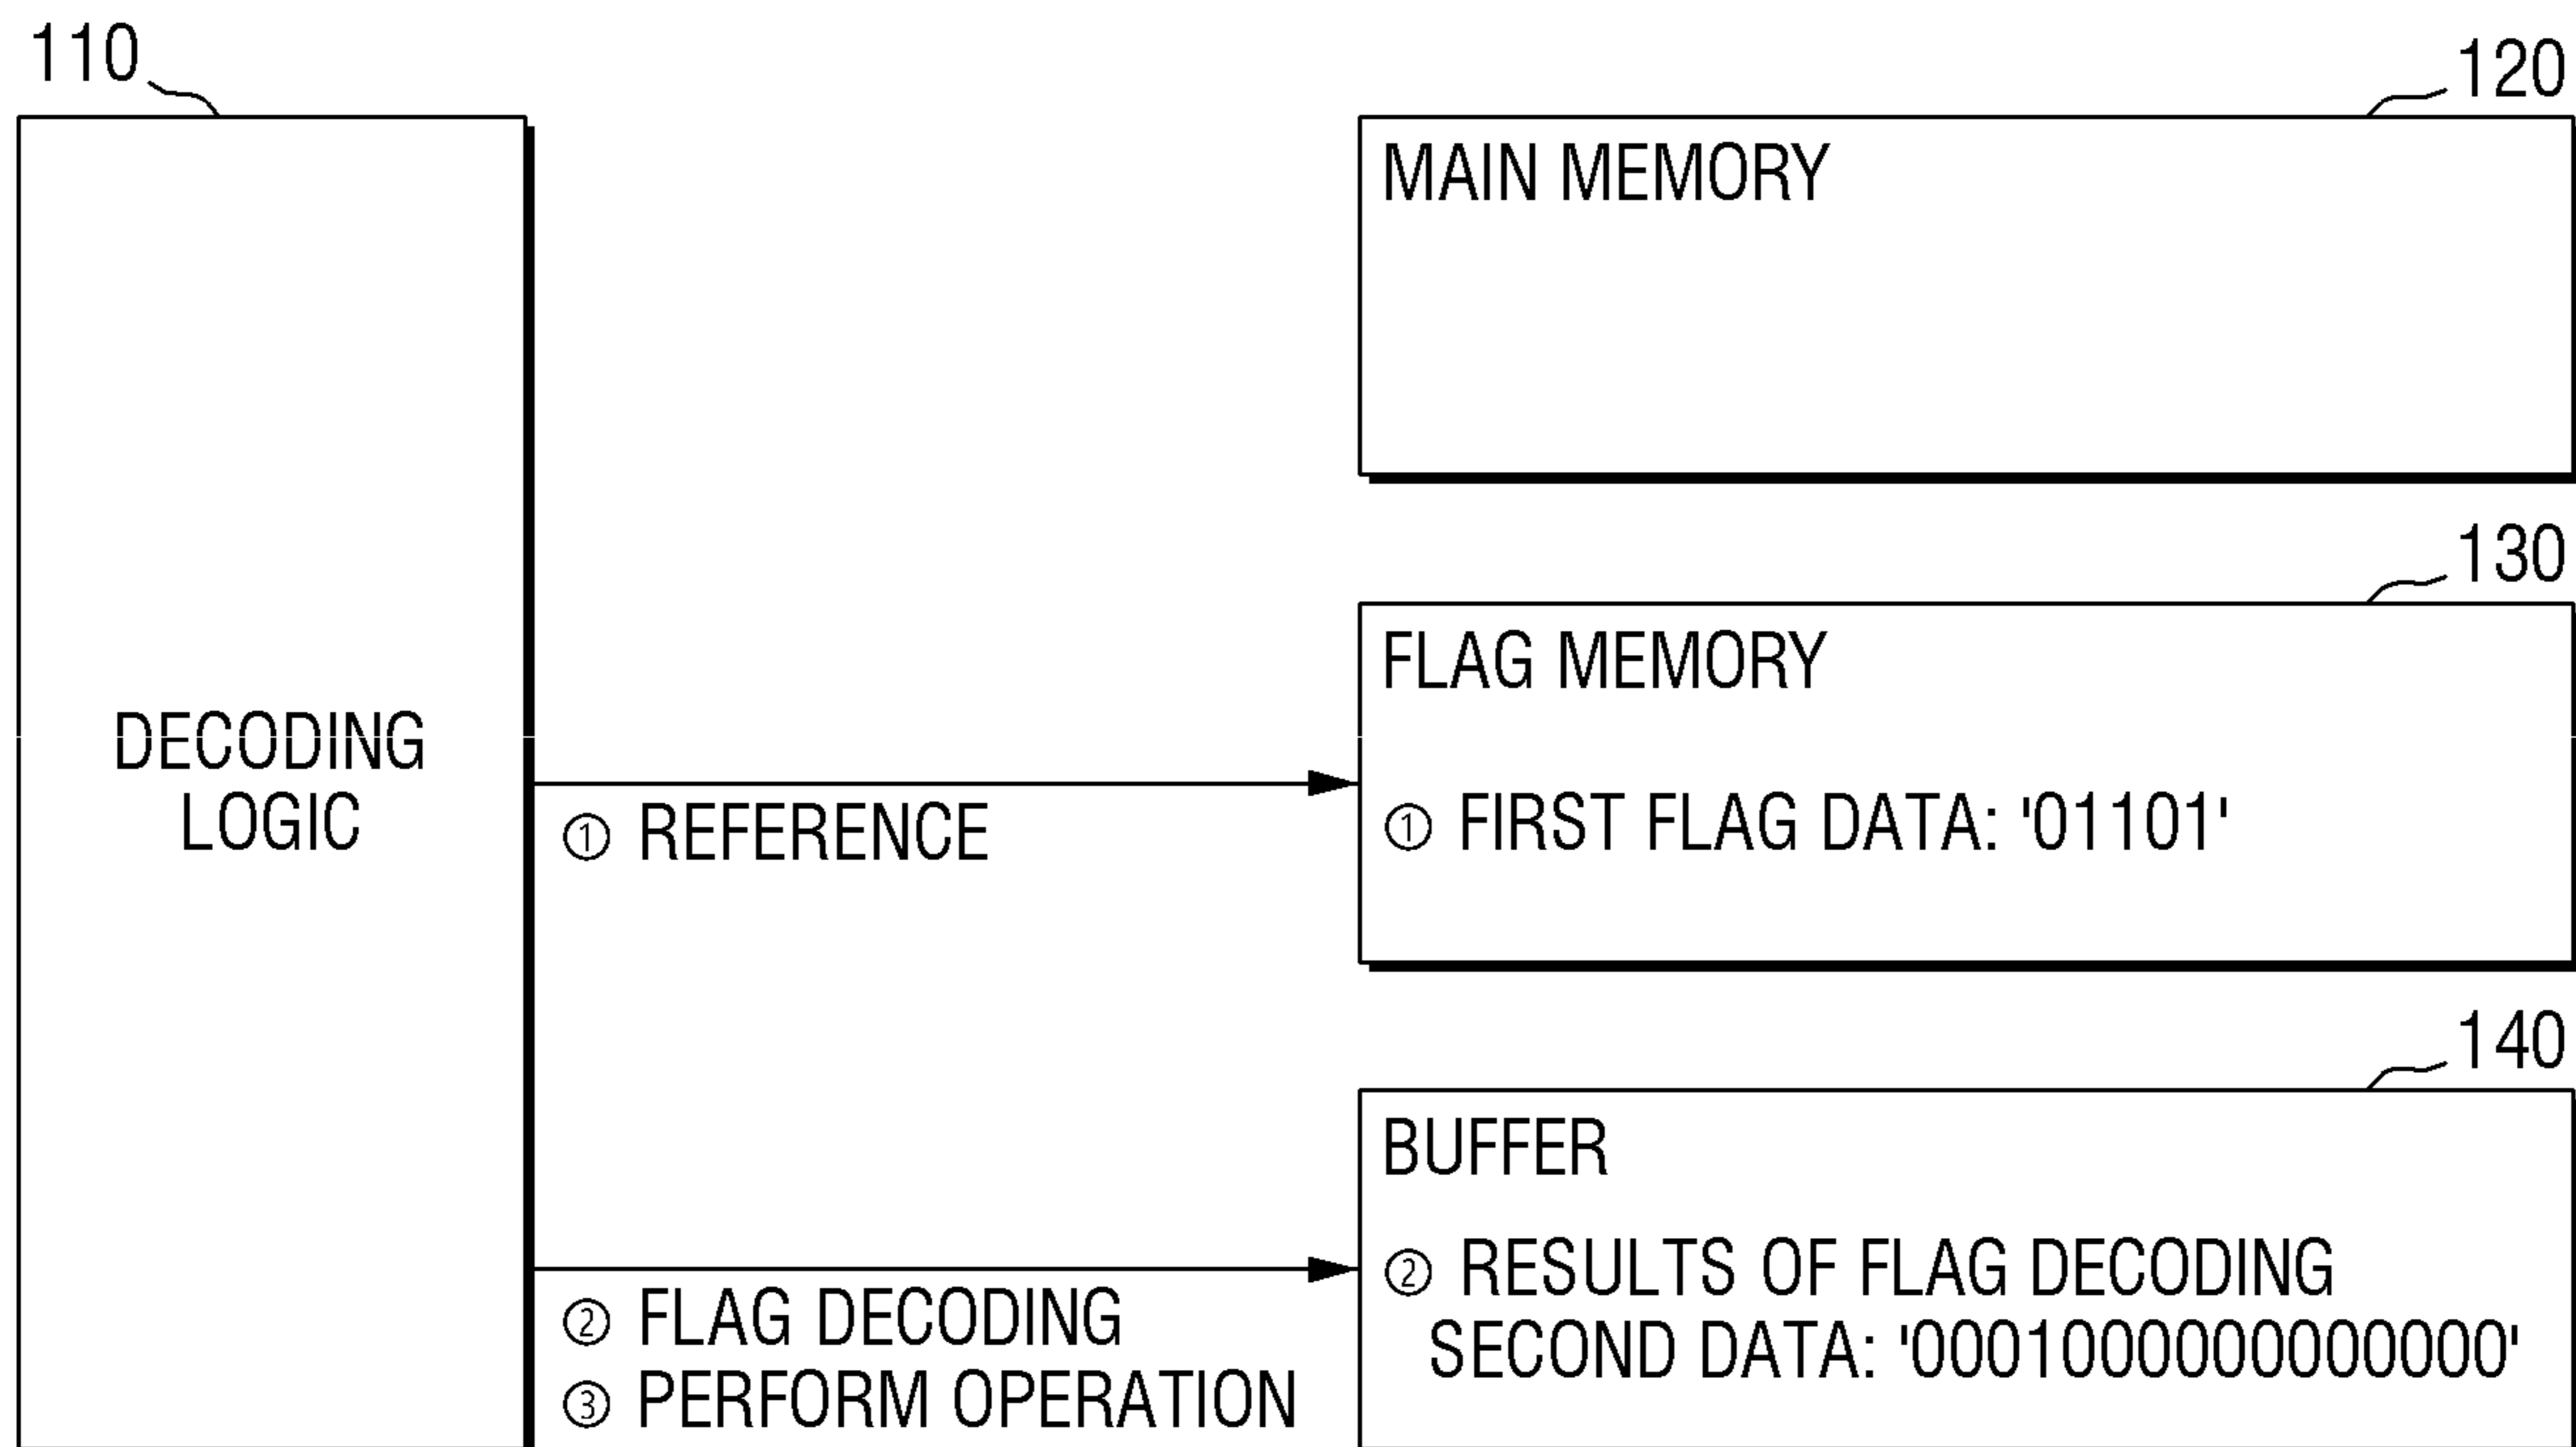 110
120
MAIN MEMORY
130
FLAG MEMORY
DECODING
LOGIC
① REFERENCE
① FIRST FLAG DATA: '01101'
140
BUFFER
② FLAG DECODING
③ PERFORM OPERATION
② RESULTS OF FLAG DECODING
SECOND DATA: '0001000000000000'